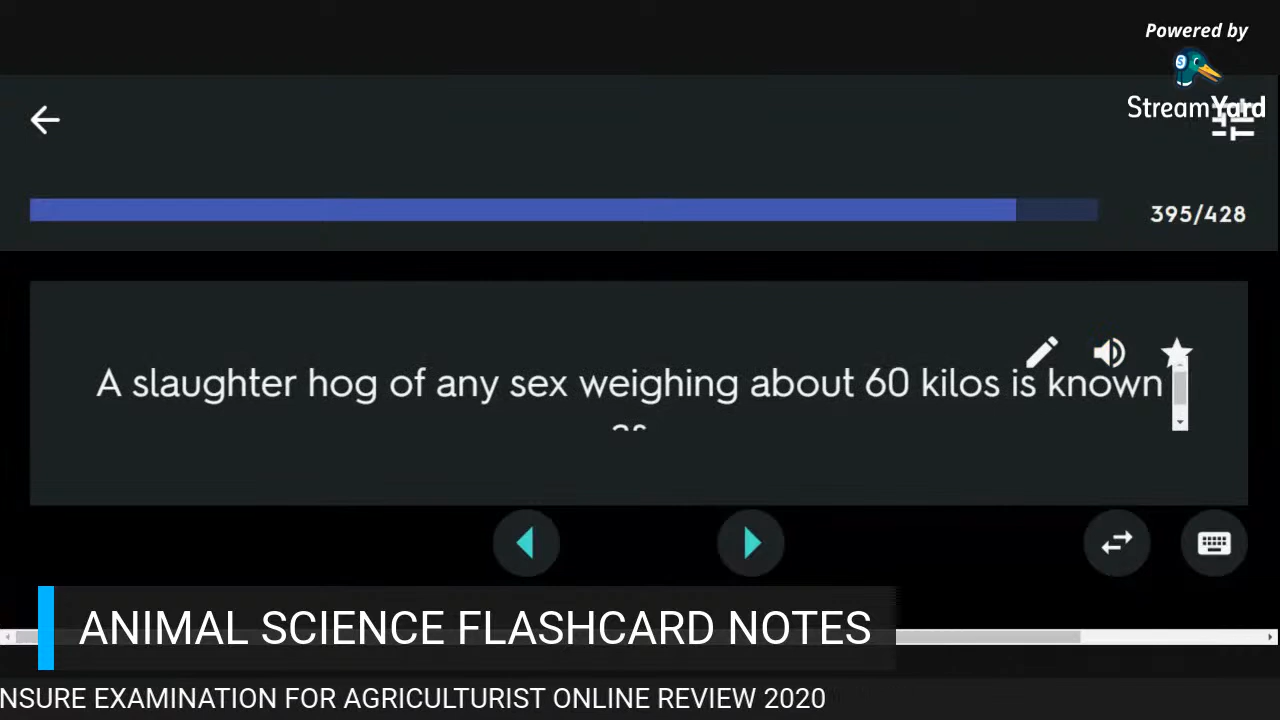 Powered by
StreamYard
395/428
A slaughter hog of any sex weighing about 60 kilos is known
as
ANIMAL SCIENCE FLASHCARD NOTES
NSURE EXAMINATION FOR AGRICULTURIST ONLINE REVIEW 2020